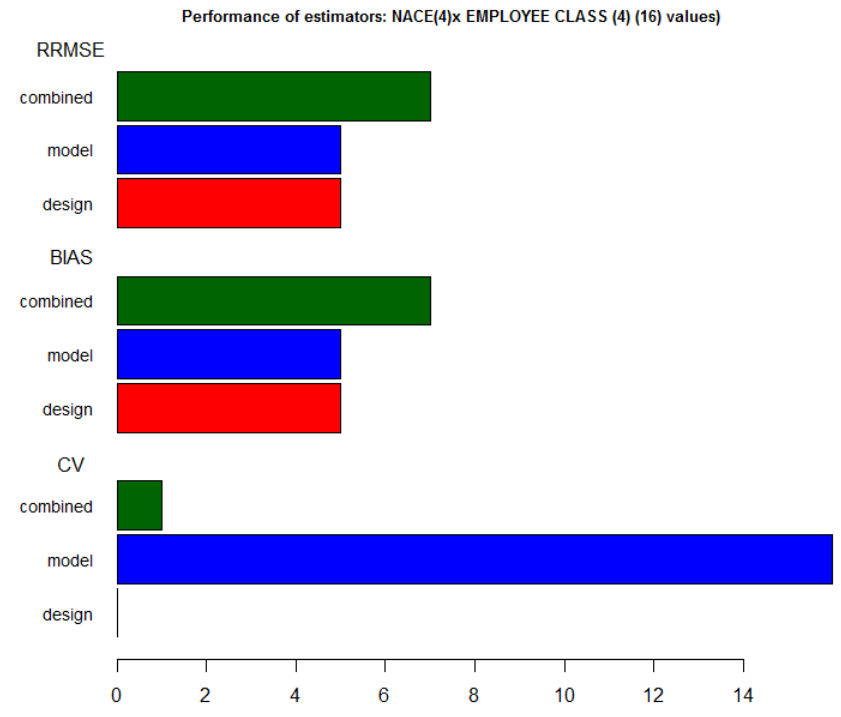 Performance of estimators: NACE(4)x EMPLOYEE CLASS (4) (16) values)
RRMSE
combined
model
design
BIAS
combined
model
design
CV
combined
model
design
0 2 4 6 8 10 12 14